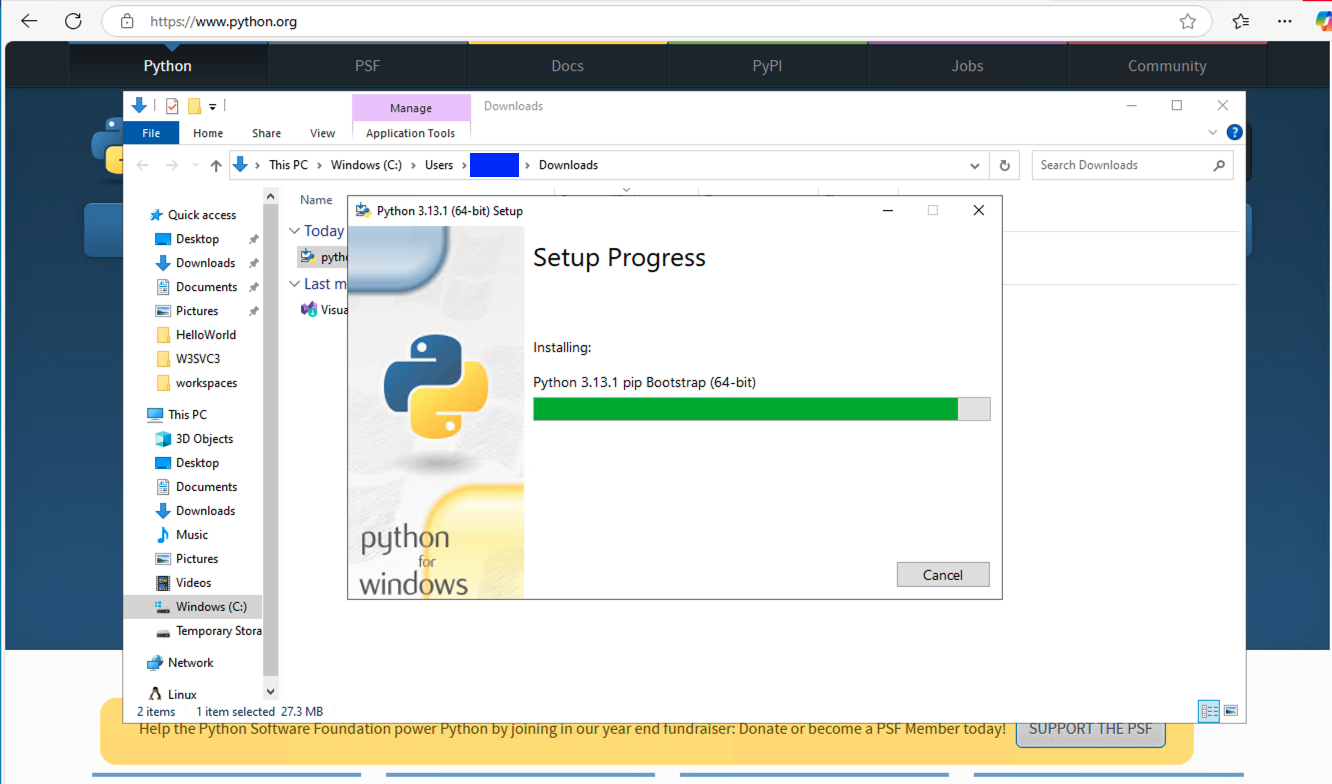 https://www.python.org
Python PSF Docs PyPI Jobs Community
Manage Downloads
File Home Share View Application Tools
This PC Windows (C:) Users Downloads Search Downloads
Name
Quick access
Desktop
Downloads
Documents
Pictures
HelloWorld
W3SVC3
workspaces
This PC
3D Objects
Desktop
Documents
Downloads
Music
Pictures
Videos
Windows (C:)
Temporary Stora
Network
Linux
Today
pytho
Last m
Visua
Python 3.13.1 (64-bit) Setup
Setup Progress
Installing:
Python 3.13.1 pip Bootstrap (64-bit)
python
for
windows
Cancel
2 items 1 item selected 27.3 MB
Help the Python Software Foundation power Python by joining in our year end fundraiser: Donate or become a PSF Member today! SUPPORT THE PSF